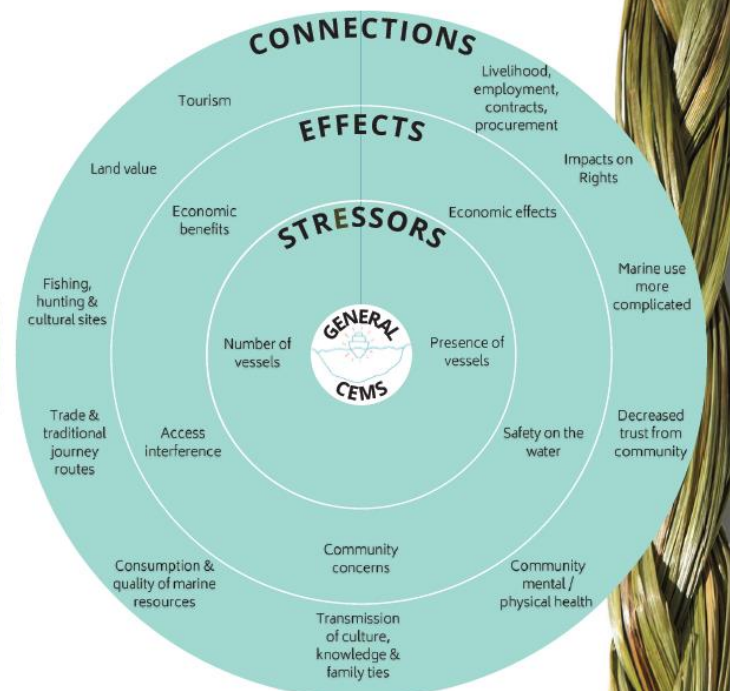 CONNECTIONS
Livelihood,
employment,
contracts,
procurement
Tourism
Impacts on
Rights
Land value
EFFECTS
Economic
benefits
Economic effects
STRESSORS
Marine use
more
complicated
Fishing,
hunting &
cultural sites
Number of
vessels
GENERAL
CEMS
Presence of
vessels
Trade &
traditional
journey
routes
Access
interference
Safety on the
water
Decreased
trust from
community
Community
concerns
Consumption &
quality of marine
resources
Community
mental /
physical health
Transmission
of culture,
knowledge &
family ties